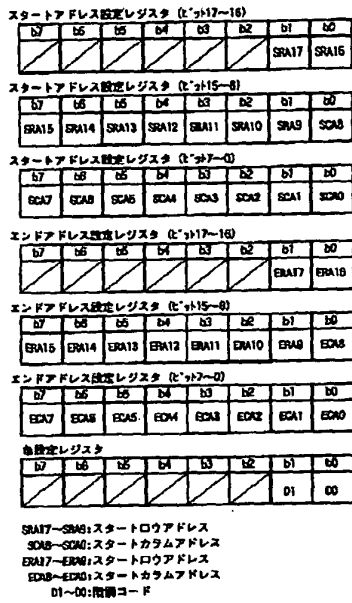 スタートアドレス設定レジスタ (ビット17〜16)
b7 b6 b5 b4 b3 b2 b1 b0
SRA17 SRA16
スタートアドレス設定レジスタ (ビット15〜8)
b7 b6 b5 b4 b3 b2 b1 b0
SRA15 SRA14 SRA13 SRA12 SRA11 SRA10 SRA9 SCA8
スタートアドレス設定レジスタ (ビット7〜0)
b7 b6 b5 b4 b3 b2 b1 b0
SCA7 SCA6 SCA5 SCA4 SCA3 SCA2 SCA1 SCA0
エンドアドレス設定レジスタ (ビット17〜16)
b7 b6 b5 b4 b3 b2 b1 b0
ERA17 ERA16
エンドアドレス設定レジスタ (ビット15〜8)
b7 b6 b5 b4 b3 b2 b1 b0
ERA15 ERA14 ERA13 ERA12 ERA11 ERA10 ERA9 ECA8
エンドアドレス設定レジスタ (ビット7〜0)
b7 b6 b5 b4 b3 b2 b1 b0
ECA7 ECA6 ECA5 ECA4 ECA3 ECA2 ECA1 ECA0
色設定レジスタ
b7 b6 b5 b4 b3 b2 b1 b0
D1 D0
SRA17〜SRA9:スタートロウアドレス
SCA8〜SCA0:スタートカラムアドレス
ERA17〜ERA9:スタートロウアドレス
ECA8〜ECA0:スタートカラムアドレス
D1〜D0:階調コード